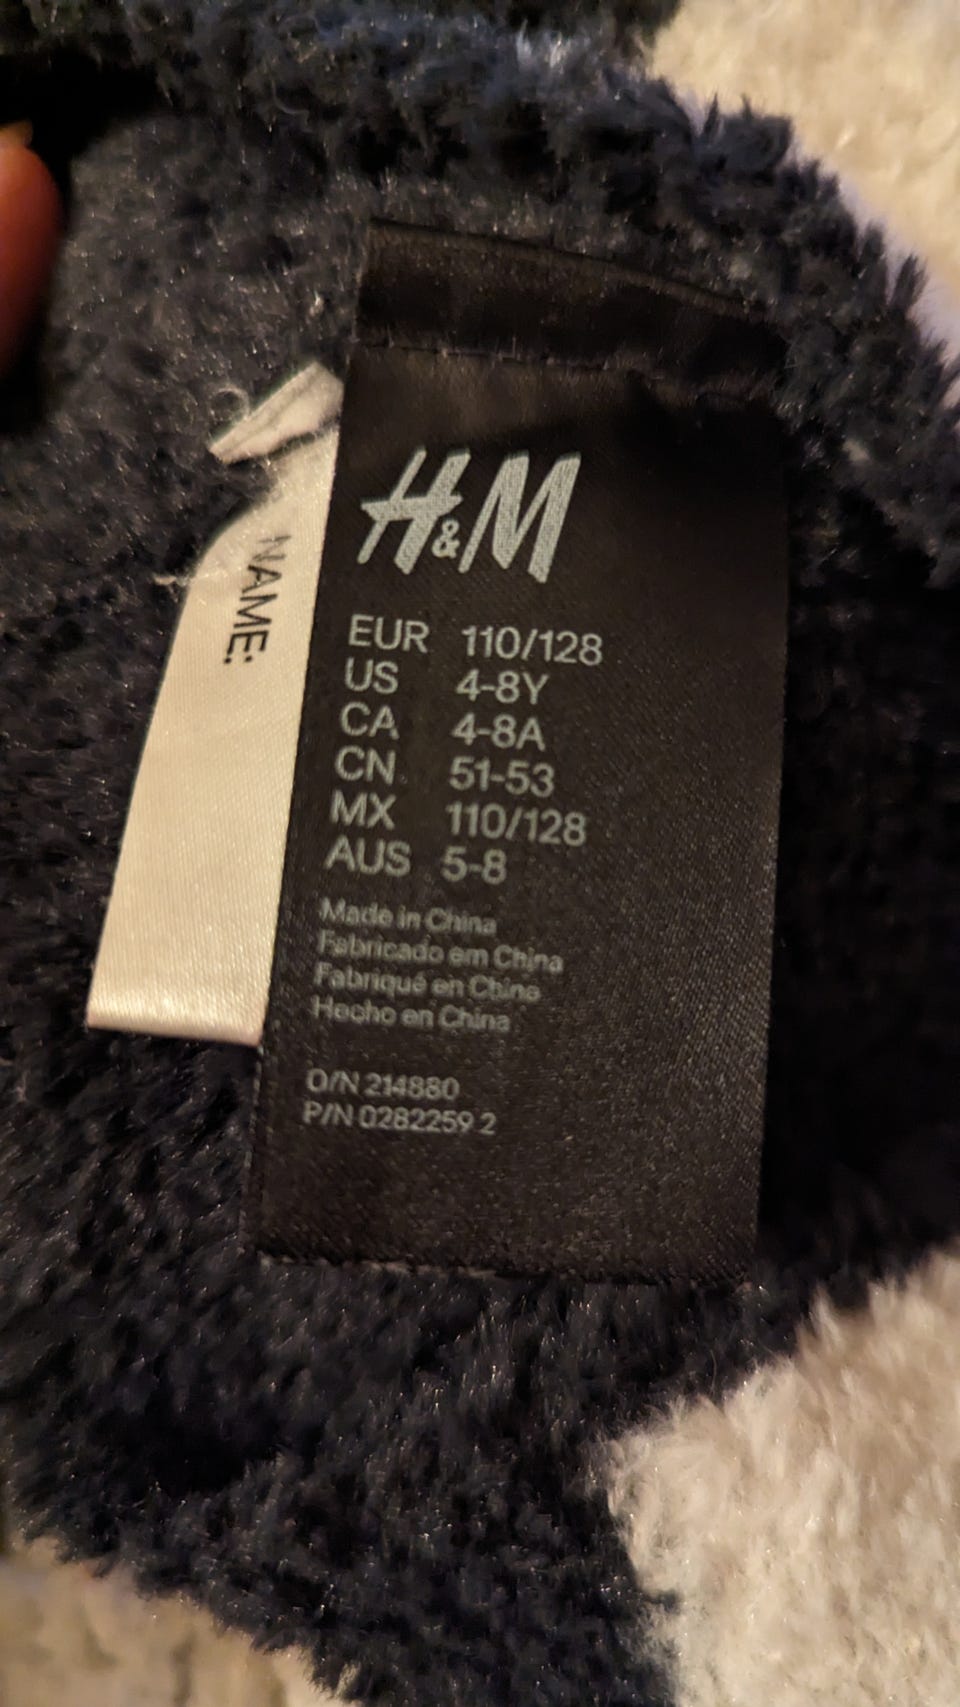 H&M
EUR 110/128
US 4-8Y
CA 4-8A
CN 51-53
MX 110/128
AUS 5-8
Made in China
Fabricado em China
Fabriqué en Chine
Hecho en China
O/N 214880
P/N 0282259 2
NAME: